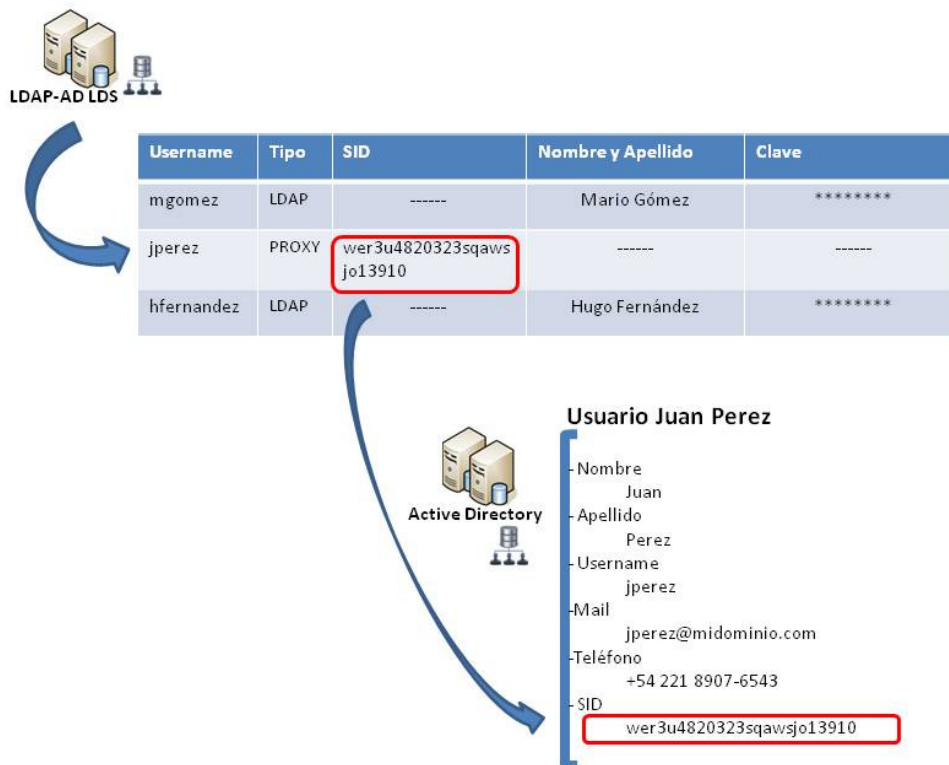 LDAP-AD LDS
Username Tipo SID Nombre y Apellido Clave
mgomez LDAP ------ Mario Gómez ********
jperez PROXY wer3u4820323sqaws ------ ------
jo13910
hfernandez LDAP ------ Hugo Fernández ********
Usuario Juan Perez
Active Directory
-Nombre
Juan
-Apellido
Perez
-Username
jperez
-Mail
jperez@midominio.com
-Teléfono
+54 221 8907-6543
-SID
wer3u4820323sqawsjo13910